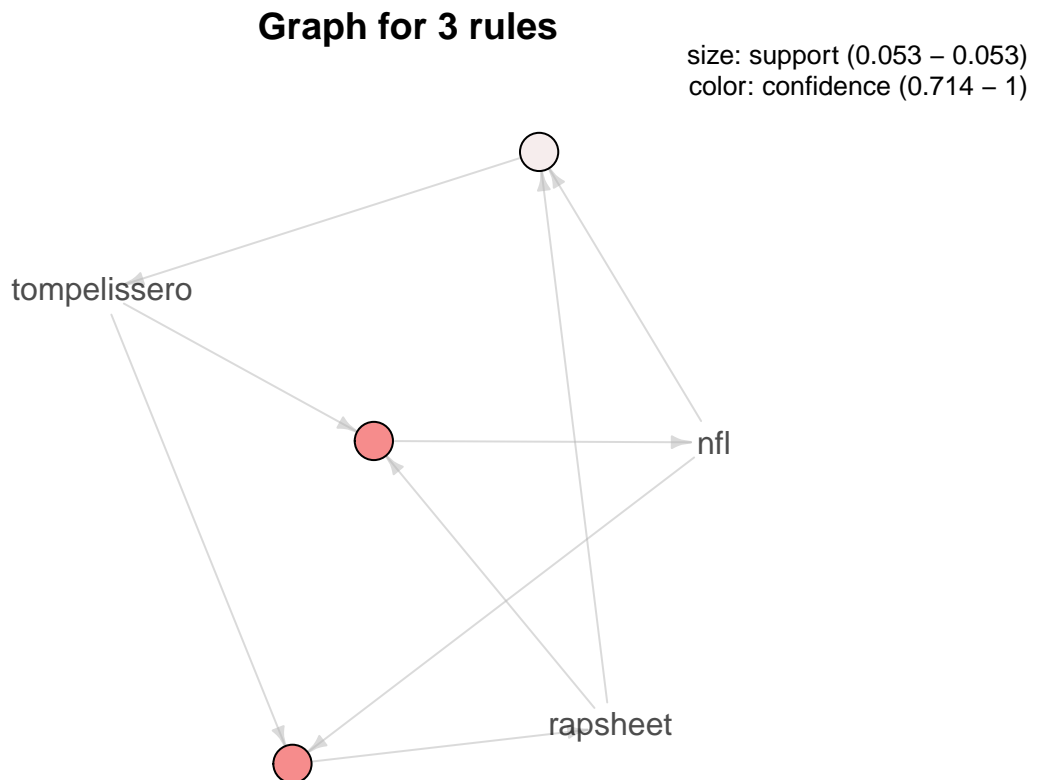 Graph for 3 rules
size: support (0.053 − 0.053)
color: confidence (0.714 − 1)
tompelissero
nfl
rapsheet